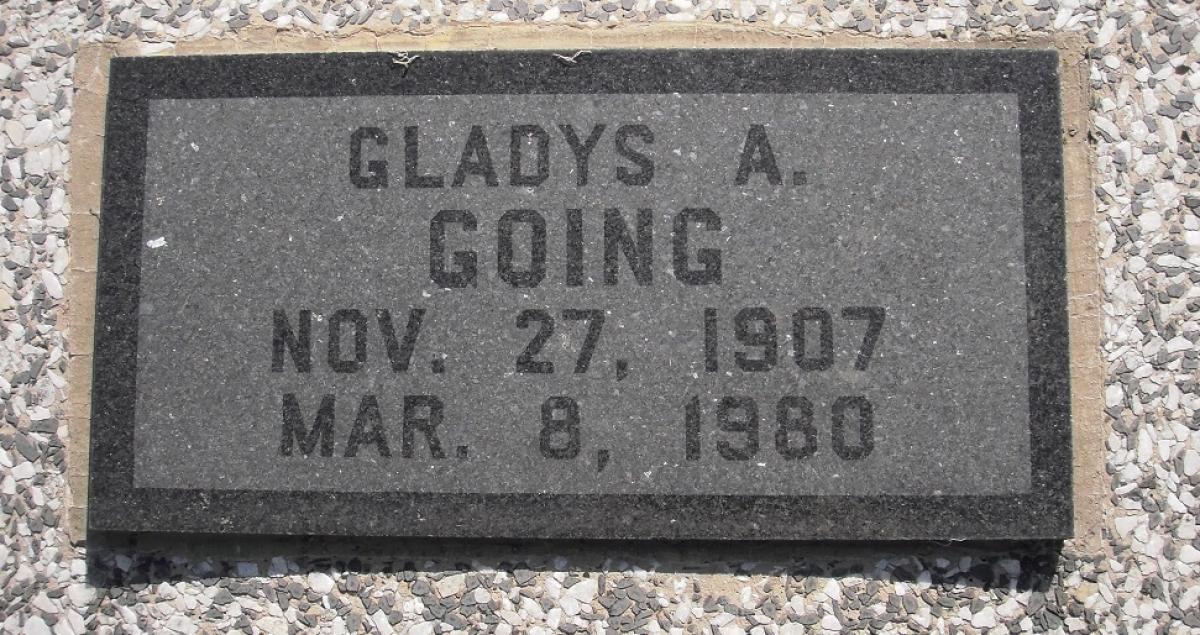 GLADYS A.
GOING
NOV. 27, 1907
MAR. 8, 1980